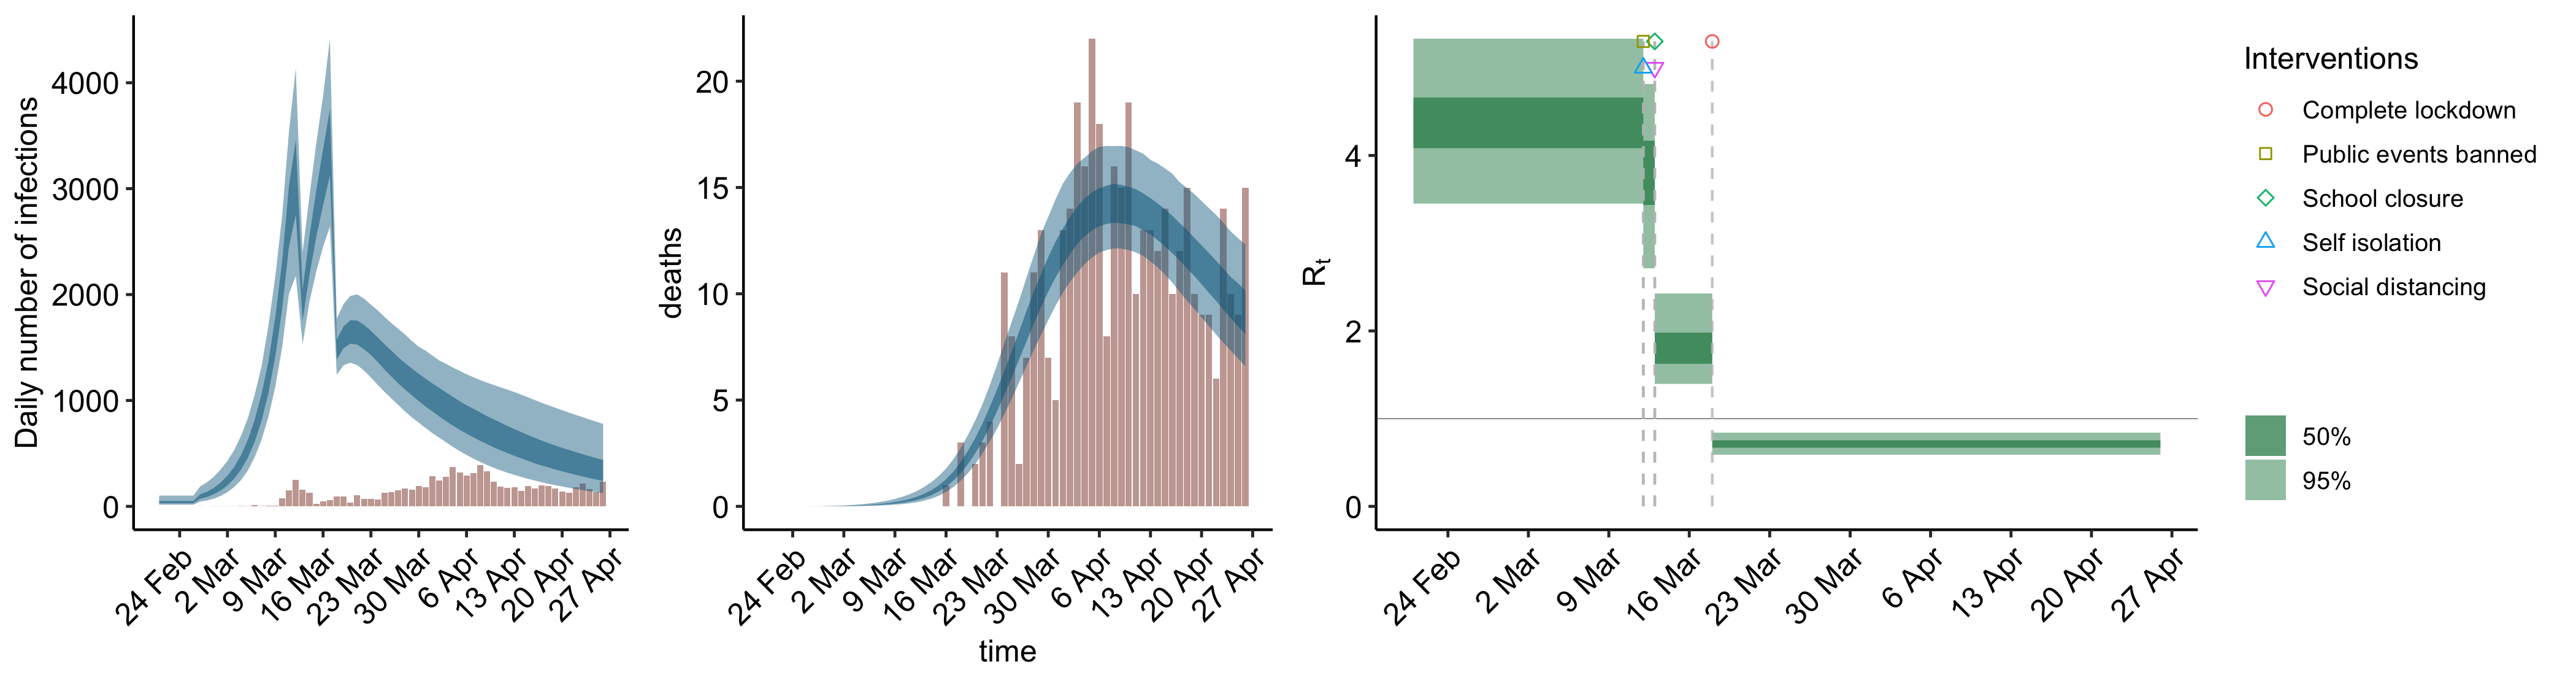 Daily number of infections
4000
3000
2000
1000
0
24 Feb
2 Mar
9 Mar
16 Mar
23 Mar
30 Mar
6 Apr
13 Apr
20 Apr
27 Apr
deaths
20
15
10
5
0
24 Feb
2 Mar
9 Mar
16 Mar
23 Mar
30 Mar
6 Apr
13 Apr
20 Apr
27 Apr
time
Rt
4
2
0
24 Feb
2 Mar
9 Mar
16 Mar
23 Mar
30 Mar
6 Apr
13 Apr
20 Apr
27 Apr
Interventions
Complete lockdown
Public events banned
School closure
Self isolation
Social distancing
50%
95%